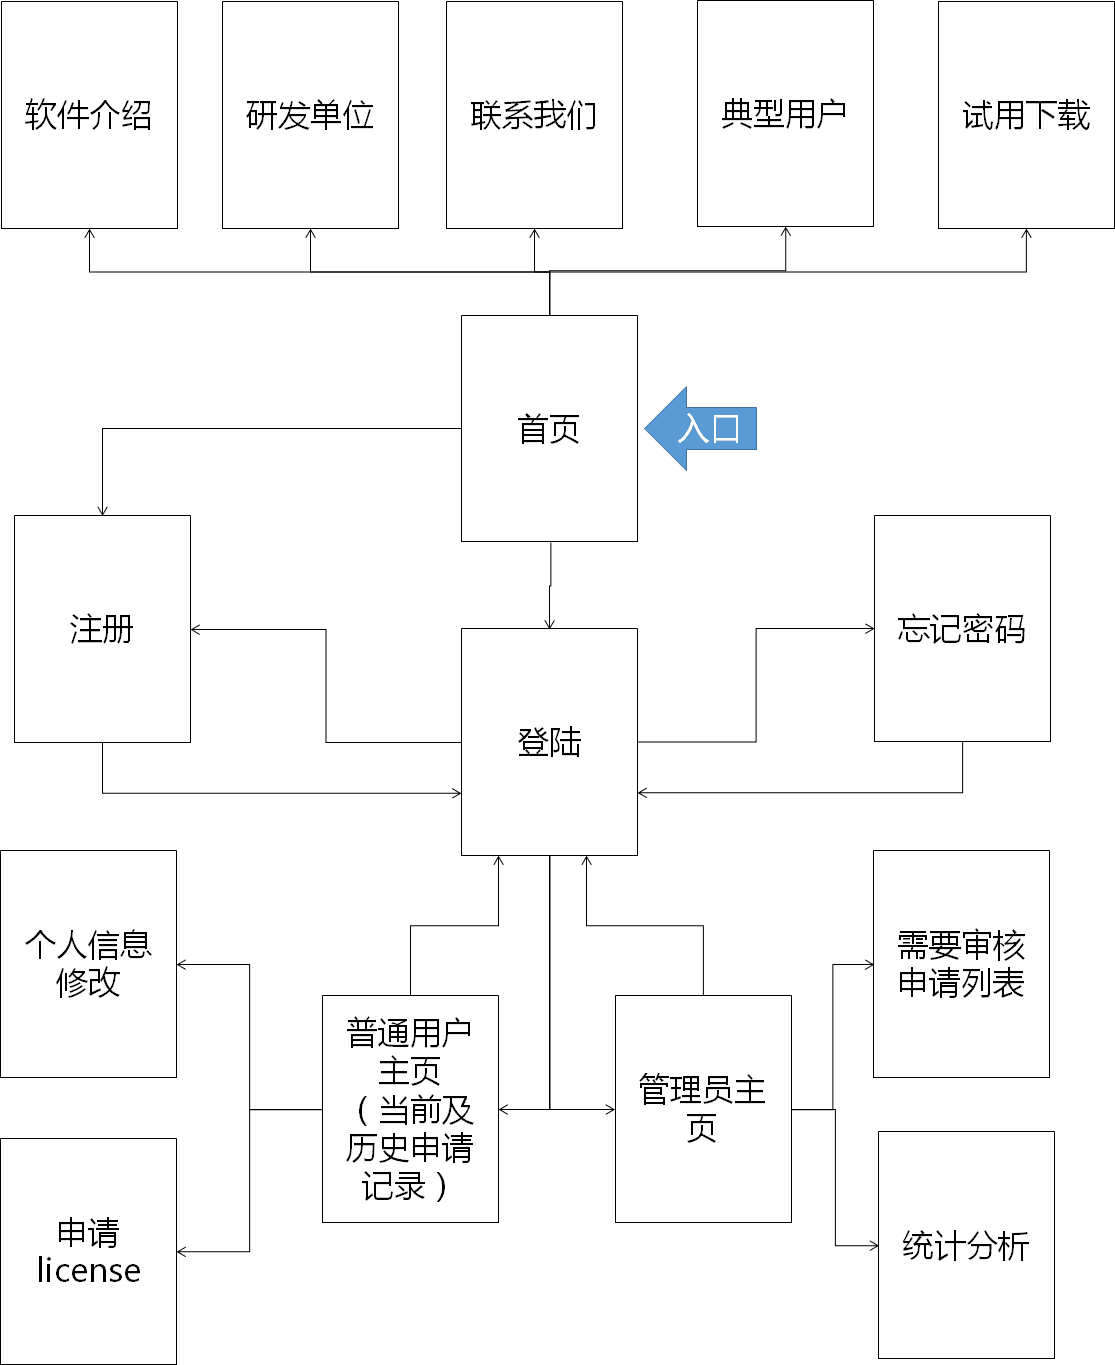 软件介绍
研发单位
联系我们
典型用户
试用下载
首页
入口
注册
忘记密码
登陆
个人信息
修改
需要审核
申请列表
普通用户
主页
（当前及
历史申请
记录）
管理员主
页
申请
license
统计分析